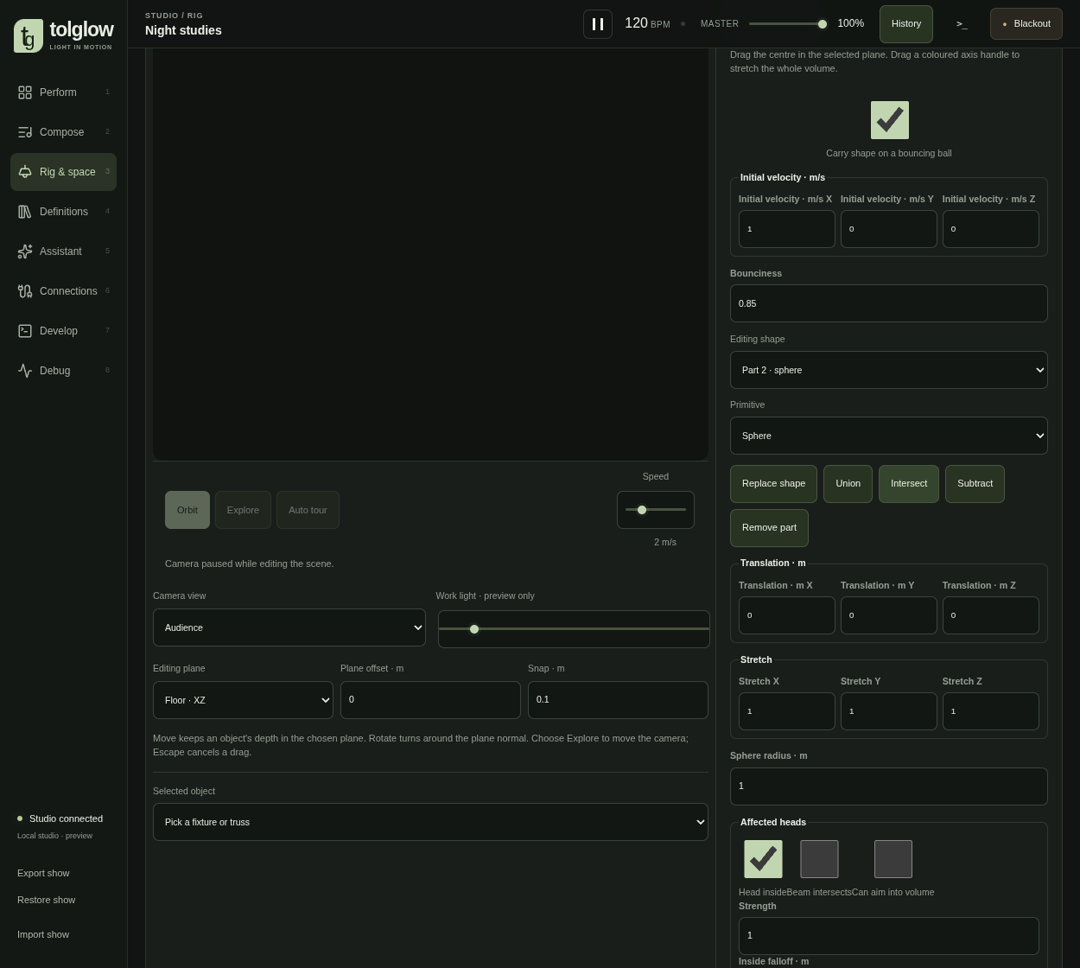 tg
tolglow
LIGHT IN MOTION
STUDIO / RIG
Night studies
120 BPM
MASTER
100%
History
>_
Blackout
Perform 1
Compose 2
Rig & space 3
Definitions 4
Assistant 5
Connections 6
Develop 7
Debug 8
Studio connected
Local studio · preview
Export show
Restore show
Import show
Speed
Orbit
Explore
Auto tour
2 m/s
Camera paused while editing the scene.
Camera view
Work light · preview only
Audience
Editing plane
Plane offset · m
Snap · m
Floor · XZ
0
0.1
Move keeps an object's depth in the chosen plane. Rotate turns around the plane normal. Choose Explore to move the camera;
Escape cancels a drag.
Selected object
Pick a fixture or truss
Drag the centre in the selected plane. Drag a coloured axis handle to
stretch the whole volume.
Carry shape on a bouncing ball
Initial velocity · m/s
Initial velocity · m/s X
Initial velocity · m/s Y
Initial velocity · m/s Z
1
0
0
Bounciness
0.85
Editing shape
Part 2 · sphere
Primitive
Sphere
Replace shape
Union
Intersect
Subtract
Remove part
Translation · m
Translation · m X
Translation · m Y
Translation · m Z
0
0
0
Stretch
Stretch X
Stretch Y
Stretch Z
1
1
1
Sphere radius · m
1
Affected heads
Head inside
Beam intersects
Can aim into volume
Strength
1
Inside falloff · m